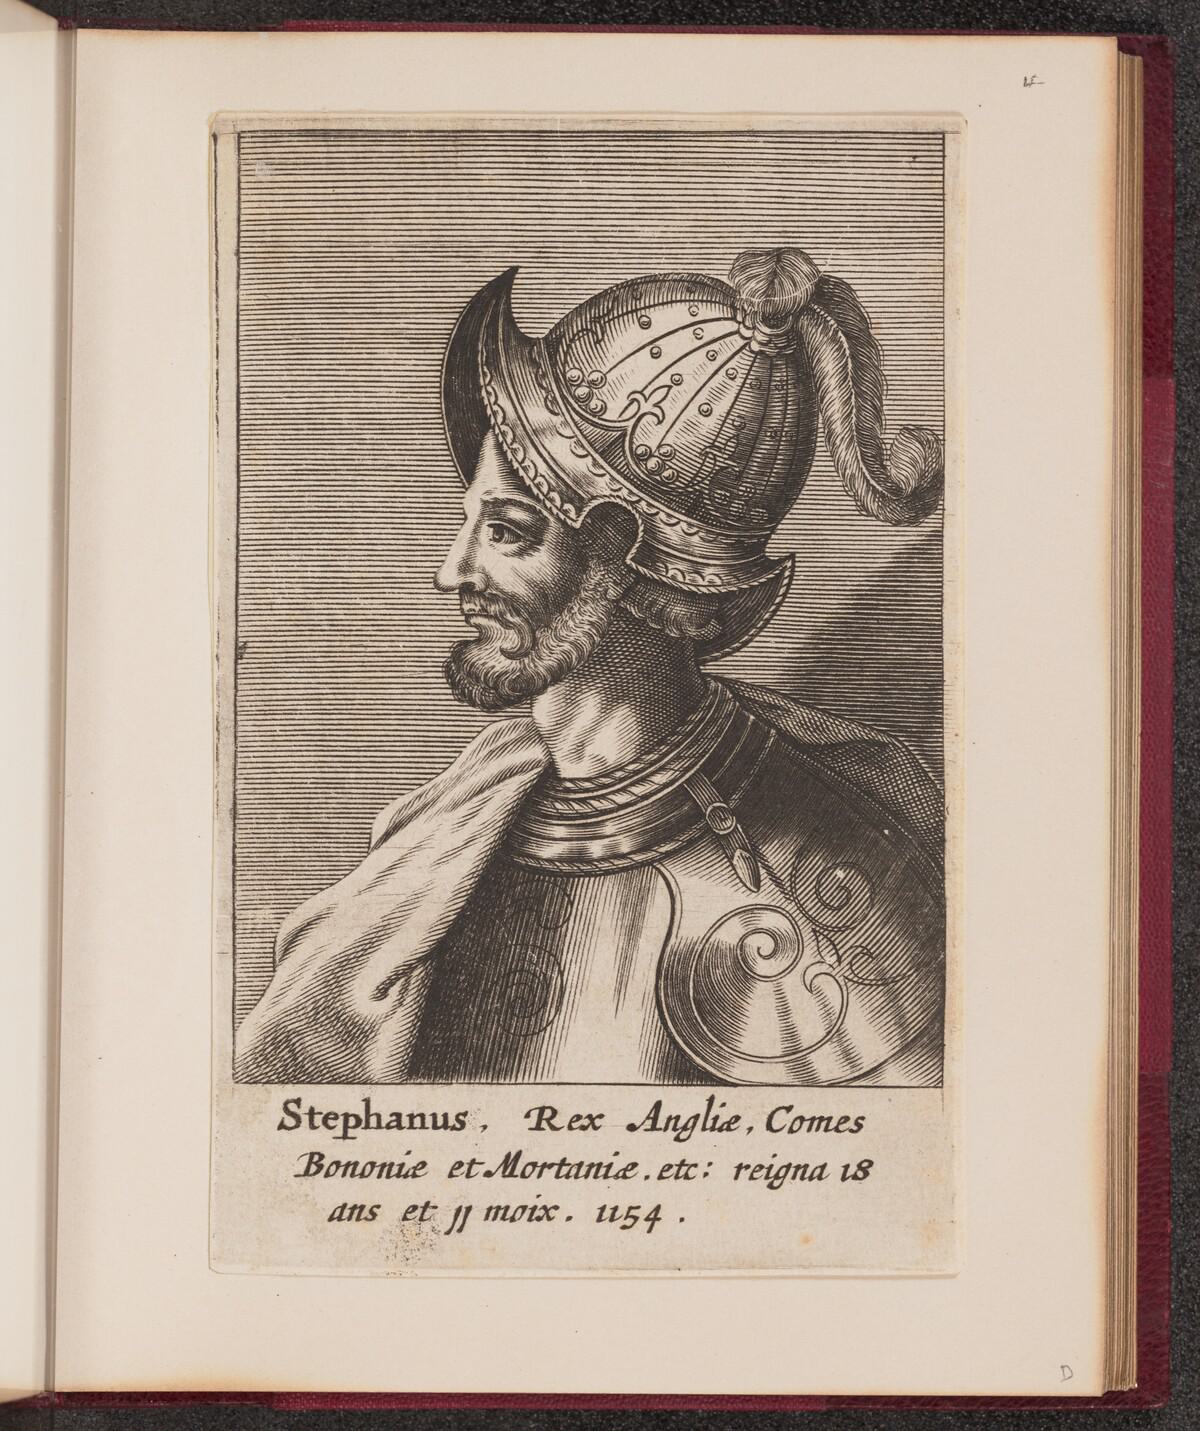 Stephanus, Rex Angliæ, Comes
Bononiæ et Mortaniæ. etc: reigna 18
ans et 11 moix. 1154.
D